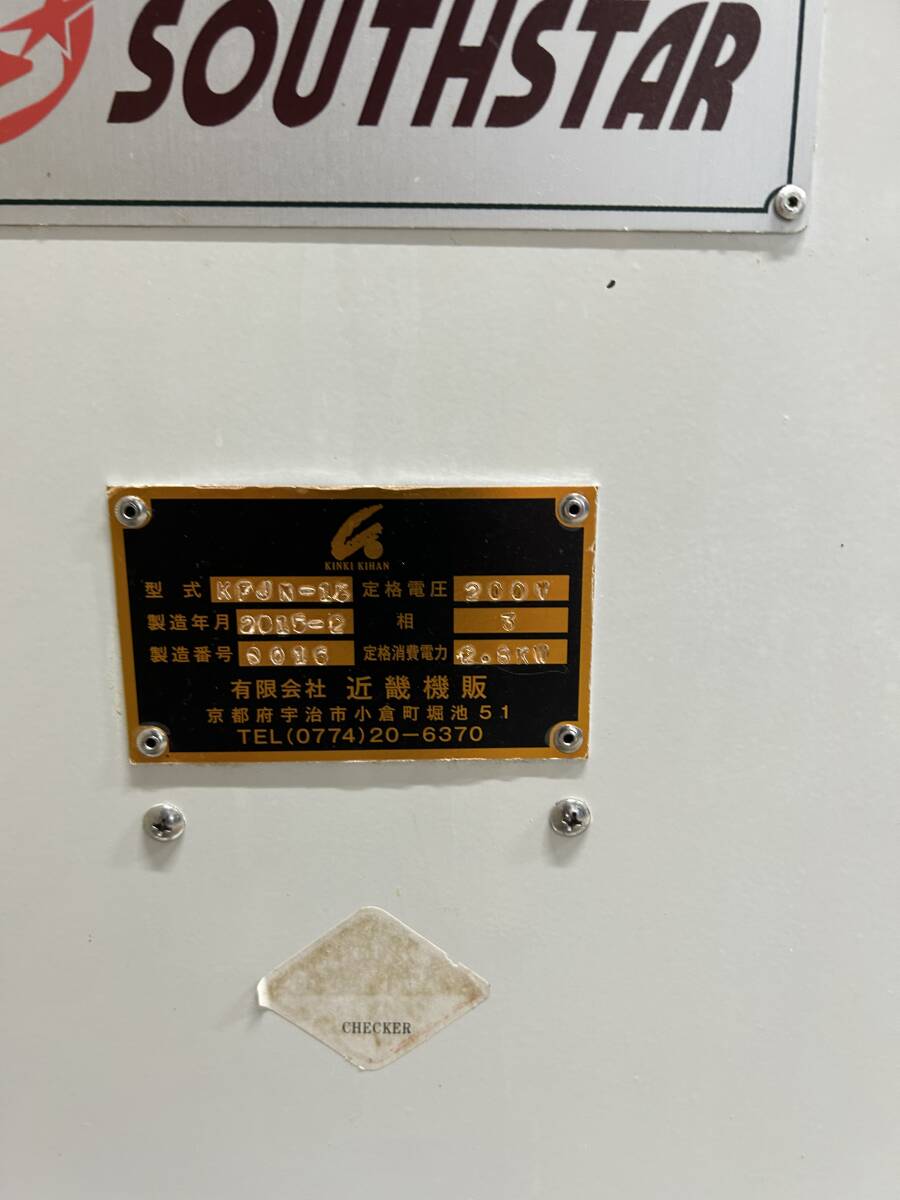 SOUTHSTAR
KINKI KIHAN
型式 定格電圧 200V
製造年月 2015-2 相 3
製造番号 定格消費電力
有限会社 近畿機販
京都府宇治市小倉町堀池51
TEL(0774)20-6370
CHECKER